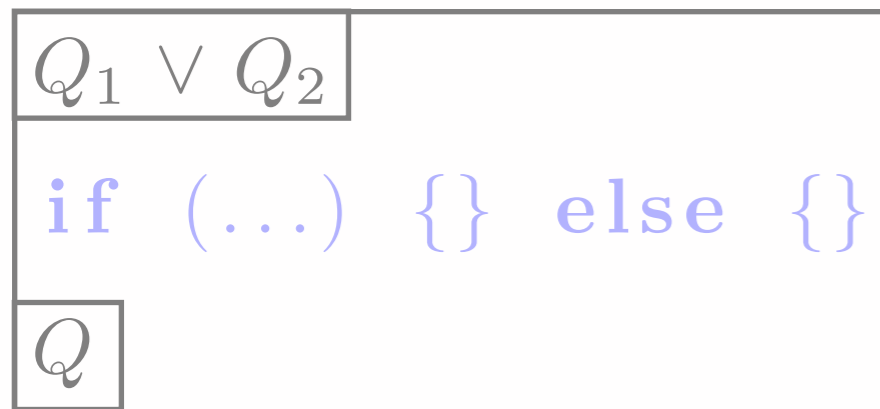 Q₁ ∨ Q₂
if (...) {} else {}
Q